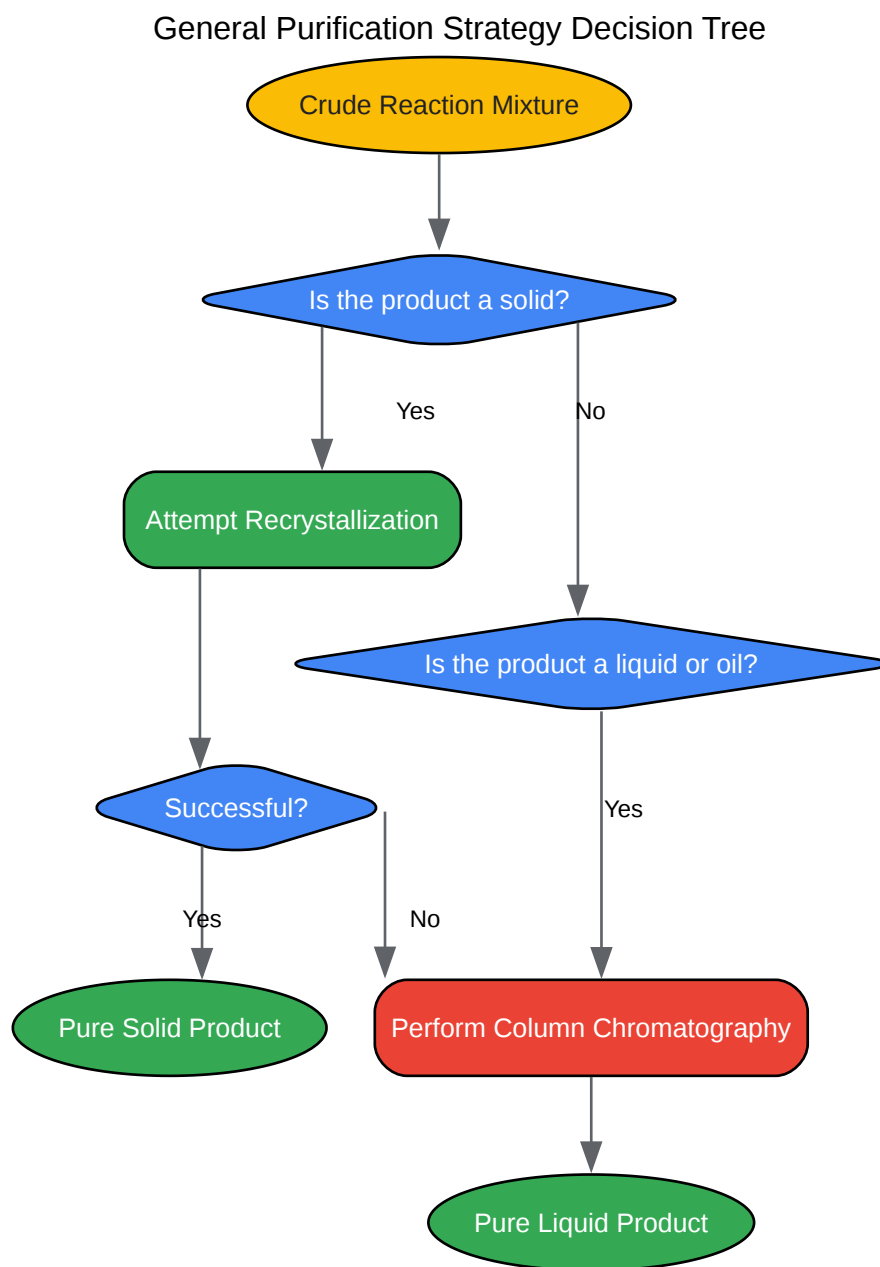 General Purification Strategy Decision Tree
Crude Reaction Mixture
Is the product a solid?
Yes
No
Attempt Recrystallization
Is the product a liquid or oil?
Successful?
Yes
Yes
No
Pure Solid Product
Perform Column Chromatography
Pure Liquid Product